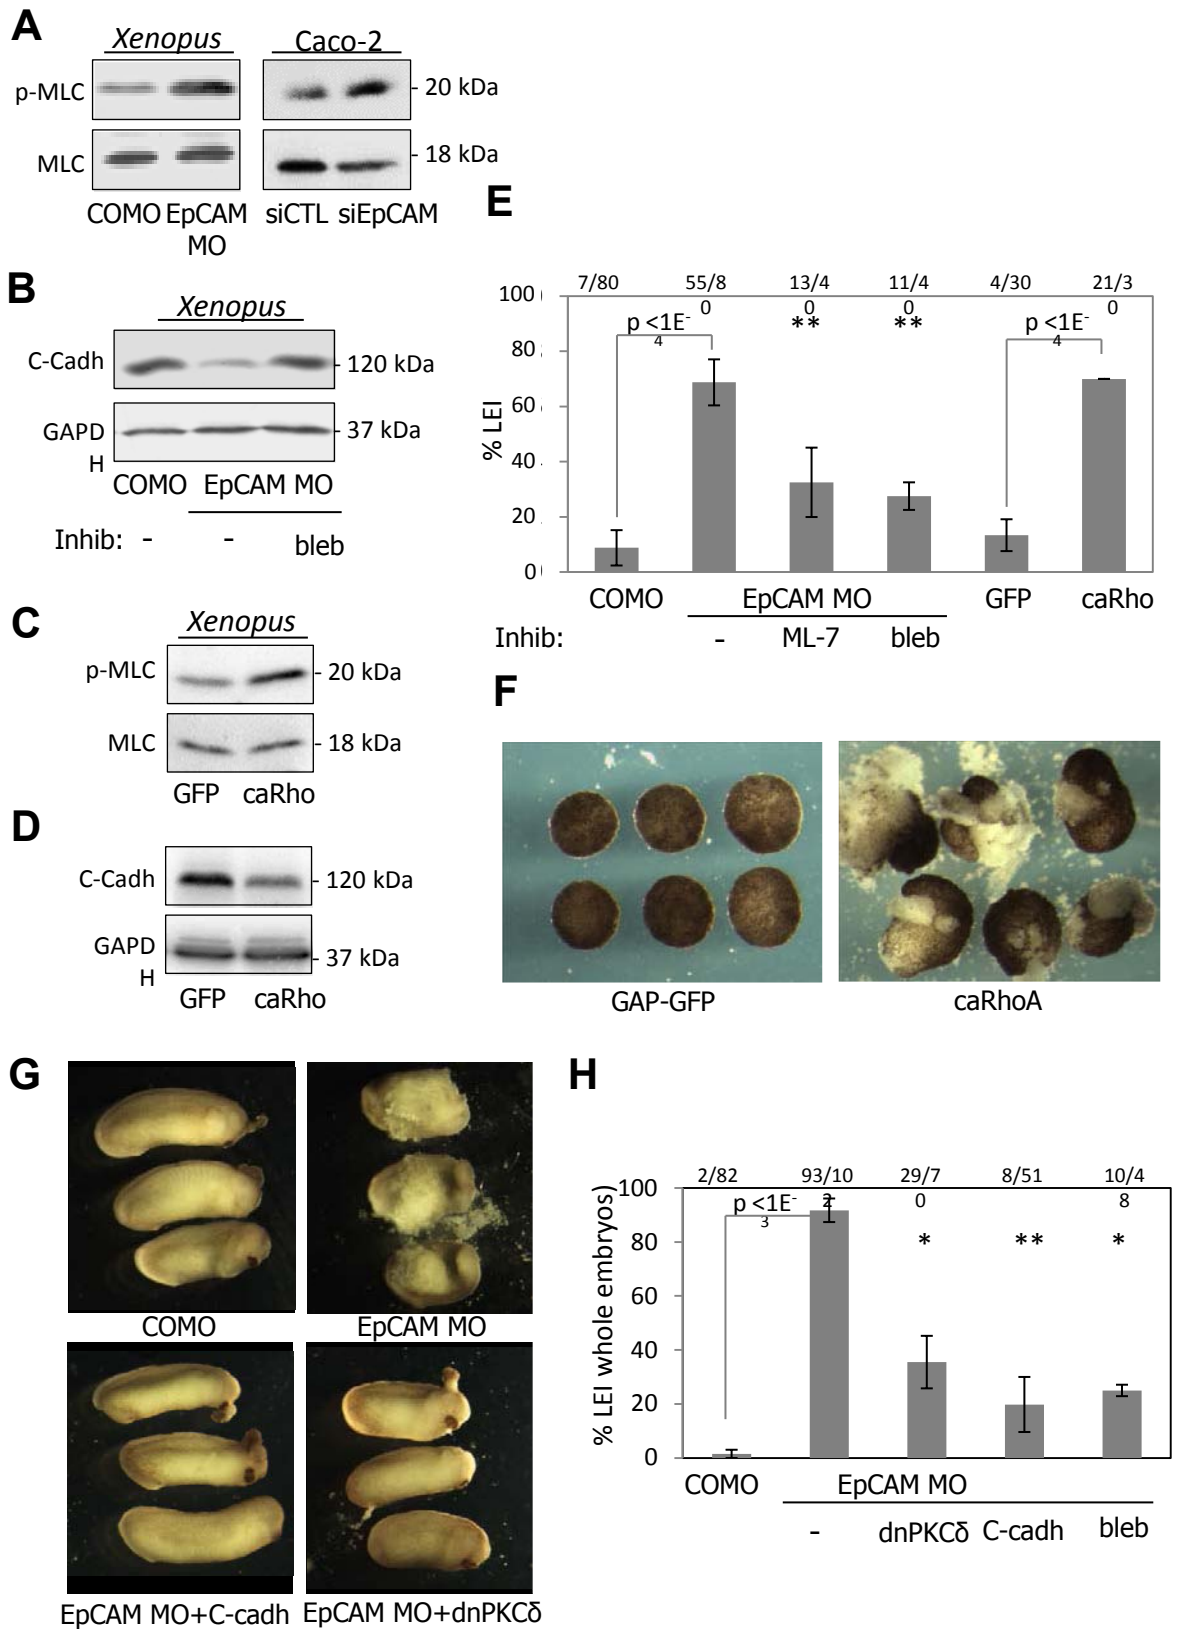 A
Xenopus
Caco-2
p-MLC
20 kDa
MLC
18 kDa
COMO EpCAM
MO
siCTL siEpCAM
B
Xenopus
C-Cadh
120 kDa
GAPD
H
37 kDa
COMO EpCAM MO
Inhib: - - bleb
C
Xenopus
p-MLC
20 kDa
MLC
18 kDa
GFP caRho
D
C-Cadh
120 kDa
GAPD
H
37 kDa
GFP caRho
E
7/80 55/8 13/4 11/4 4/30 21/3
0 0 0 0
p <1E-
4
** **
p <1E-
4
100
80
60
40
20
0
% LEI
COMO EpCAM MO GFP caRho
Inhib: - ML-7 bleb
F
GAP-GFP caRhoA
G
COMO EpCAM MO
EpCAM MO+C-cadh EpCAM MO+dnPKCδ
H
2/82 93/10 29/7 8/51 10/4
2 0 8
p <1E-
3
* ** *
100
80
60
40
20
0
% LEI whole embryos)
COMO EpCAM MO
- dnPKCδ C-cadh bleb